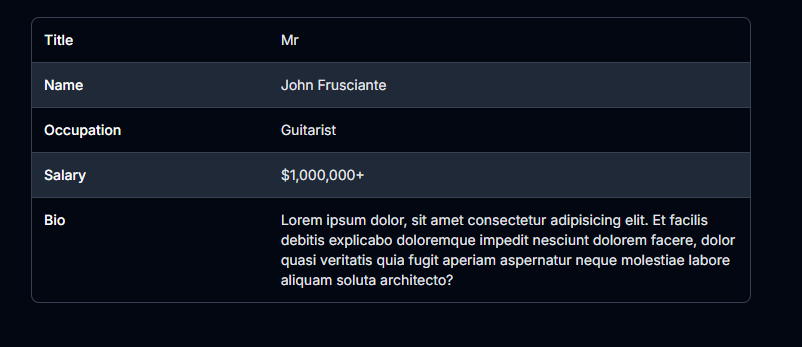 Title Mr
Name John Frusciante
Occupation Guitarist
Salary $1,000,000+
Bio Lorem ipsum dolor, sit amet consectetur adipisicing elit. Et facilis
debitis explicabo doloremque impedit nesciunt dolorem facere, dolor
quasi veritatis quia fugit aperiam aspernatur neque molestiae labore
aliquam soluta architecto?